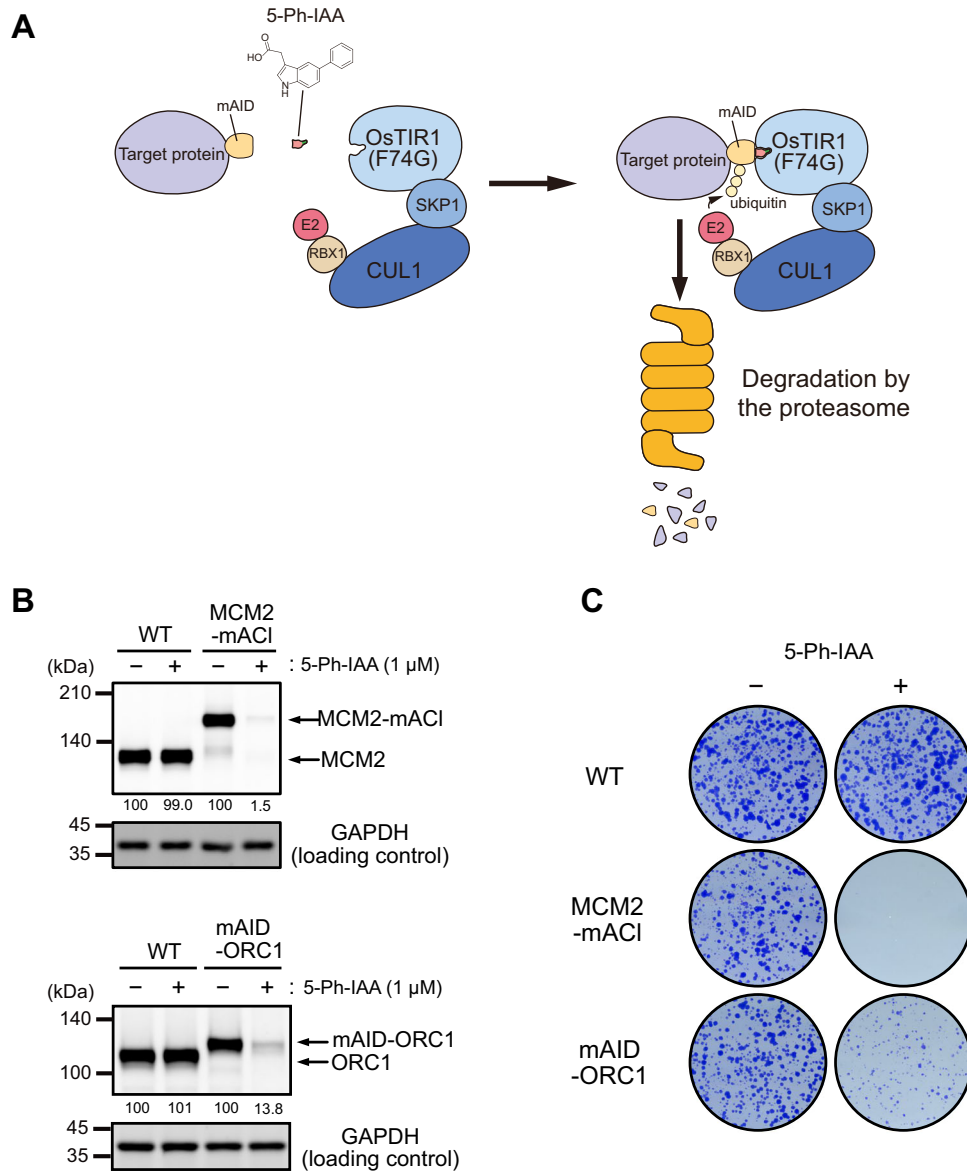 A
5-Ph-IAA
O
HO
N
H
mAID
Target protein
OsTIR1
(F74G)
SKP1
E2
RBX1
CUL1
mAID
Target protein
OsTIR1
(F74G)
ubiquitin
SKP1
E2
RBX1
CUL1
Degradation by
the proteasome
B
WT
MCM2
-mACl
(kDa)
− + − + : 5-Ph-IAA (1 μM)
210
MCM2-mACl
140
MCM2
100 99.0 100 1.5
45
35
GAPDH
(loading control)
WT
mAID
-ORC1
(kDa)
− + − + : 5-Ph-IAA (1 μM)
140
mAID-ORC1
ORC1
100
100 101 100 13.8
45
35
GAPDH
(loading control)
C
5-Ph-IAA
− +
WT
MCM2
-mACl
mAID
-ORC1